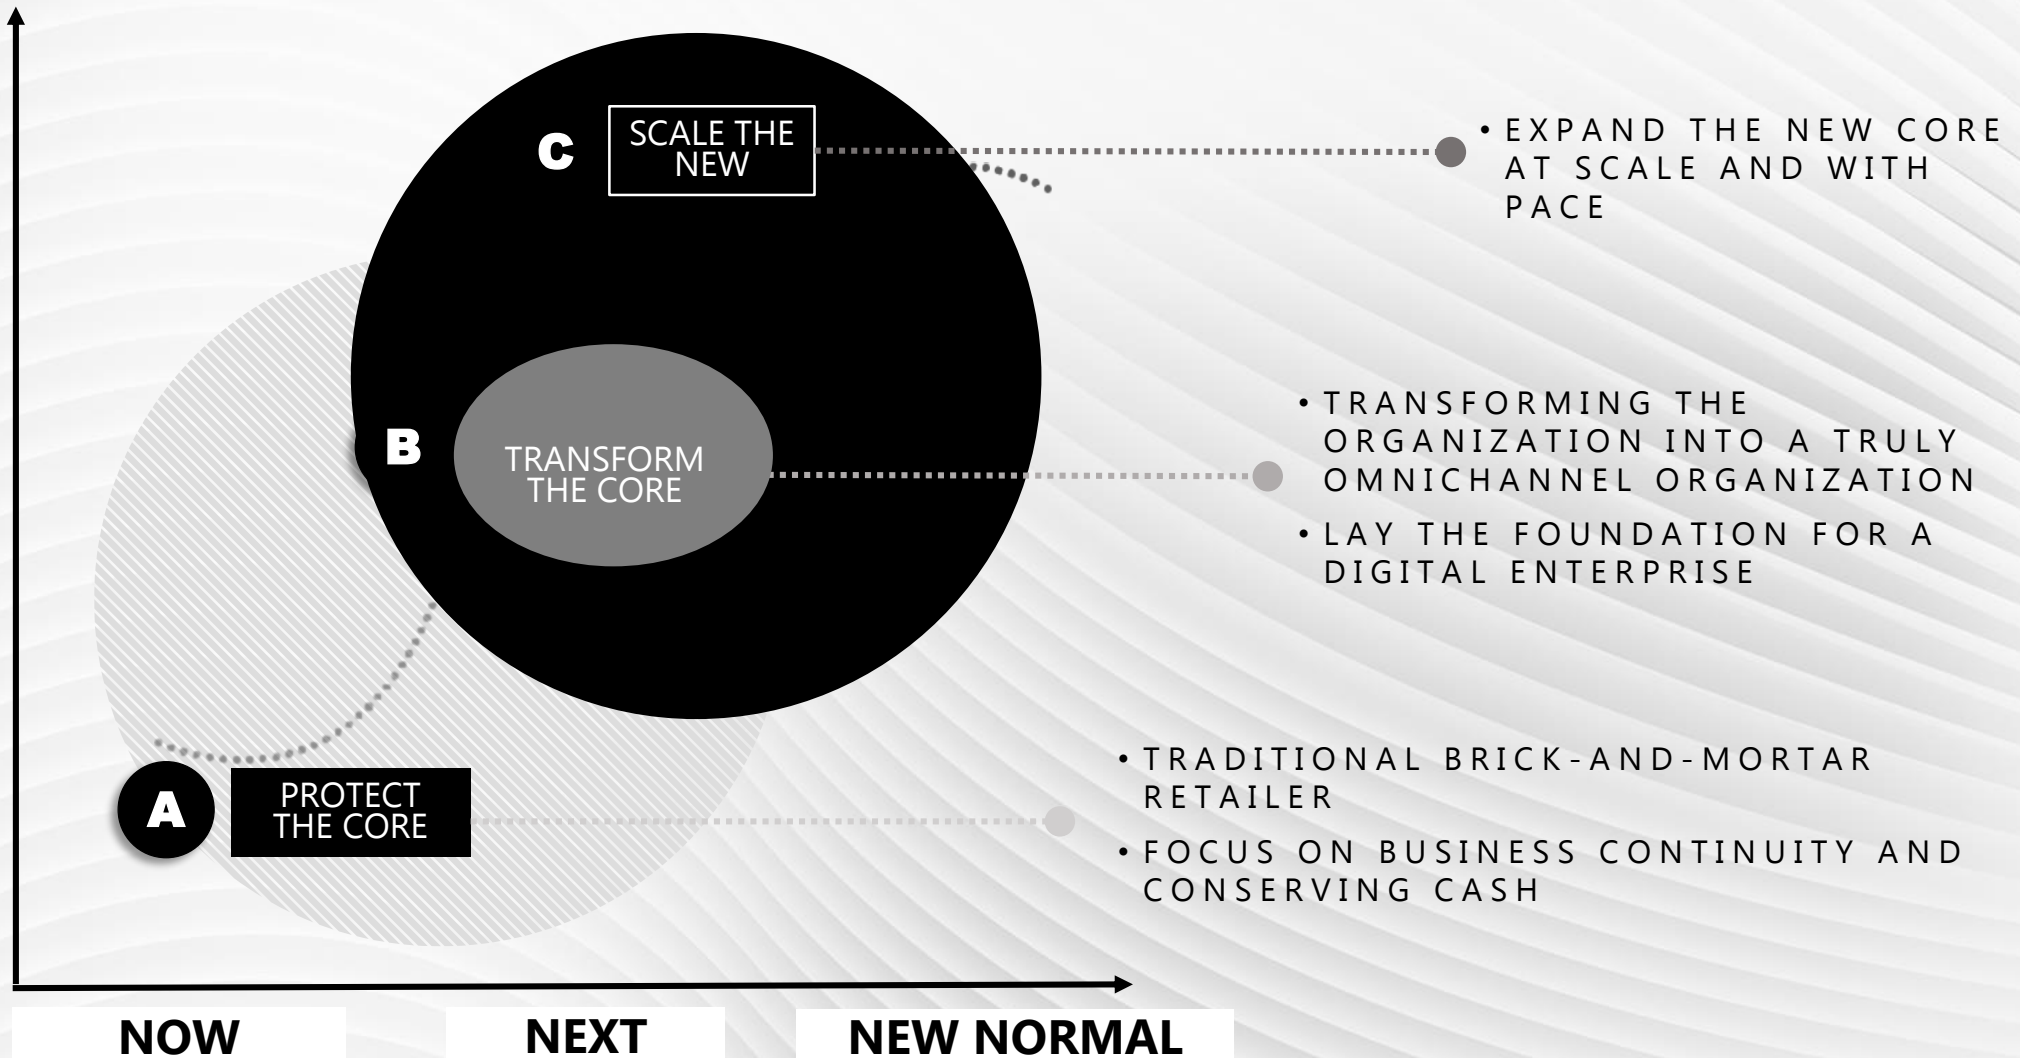 C
SCALE THE
NEW
• EXPAND THE NEW CORE
AT SCALE AND WITH
PACE
B
TRANSFORM
THE CORE
• TRANSFORMING THE
ORGANIZATION INTO A TRULY
OMNICHANNEL ORGANIZATION
• LAY THE FOUNDATION FOR A
DIGITAL ENTERPRISE
A
PROTECT
THE CORE
• TRADITIONAL BRICK-AND-MORTAR
RETAILER
• FOCUS ON BUSINESS CONTINUITY AND
CONSERVING CASH
NOW
NEXT
NEW NORMAL